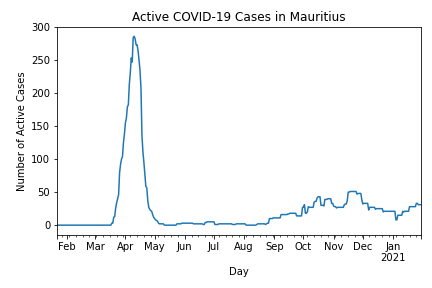 Active COVID-19 Cases in Mauritius
300
250
200
150
100
50
0
Number of Active Cases
Feb Mar Apr May Jun Jul Aug Sep Oct Nov Dec Jan
2021
Day